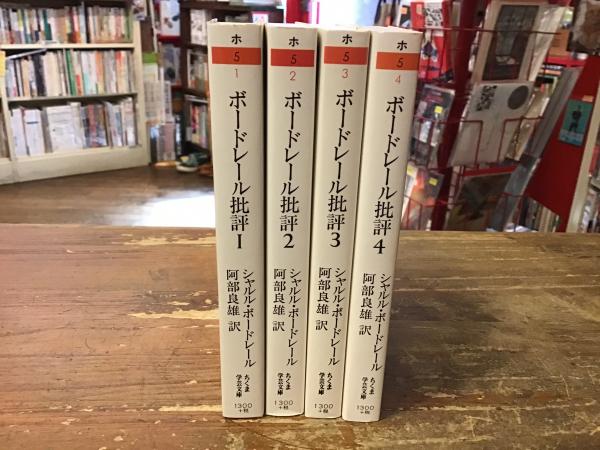 ホ
5
1
ボードレール批評1
シャルル・ボードレール
阿部良雄 訳
ちくま
学芸文庫
1300
+税
ホ
5
2
ボードレール批評2
シャルル・ボードレール
阿部良雄 訳
ちくま
学芸文庫
1300
+税
ホ
5
3
ボードレール批評3
シャルル・ボードレール
阿部良雄 訳
ちくま
学芸文庫
1300
+税
ホ
5
4
ボードレール批評4
シャルル・ボードレール
阿部良雄 訳
ちくま
学芸文庫
1300
+税